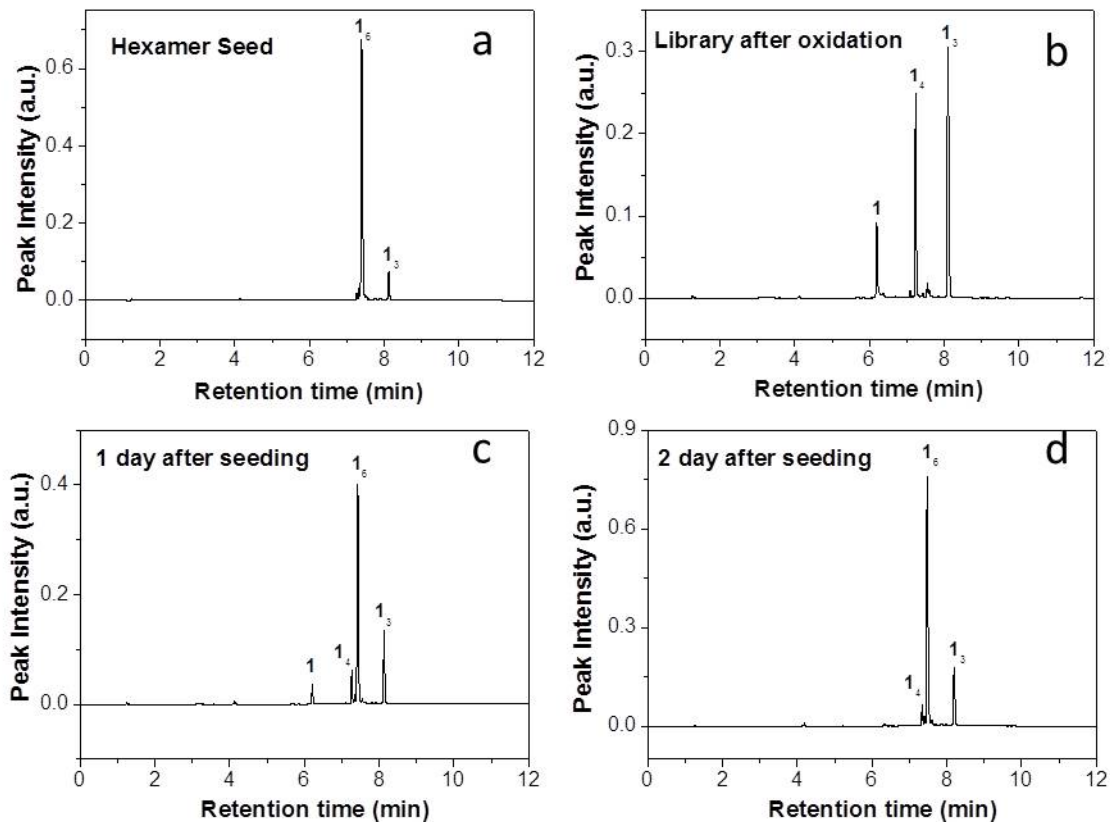 Hexamer Seed
a
1₆
1₃
0.6
0.4
0.2
0.0
Peak Intensity (a.u.)
0 2 4 6 8 10 12
Retention time (min)
Library after oxidation
b
1₃
1₄
1
0.3
0.2
0.1
0.0
Peak Intensity (a.u.)
0 2 4 6 8 10 12
Retention time (min)
1 day after seeding
c
1₆
1₃
1₄
1
0.4
0.2
0.0
Peak Intensity (a.u.)
0 2 4 6 8 10 12
Retention time (min)
2 day after seeding
d
1₆
1₃
1₄
0.9
0.6
0.3
0.0
Peak Intensity (a.u.)
0 2 4 6 8 10 12
Retention time (min)